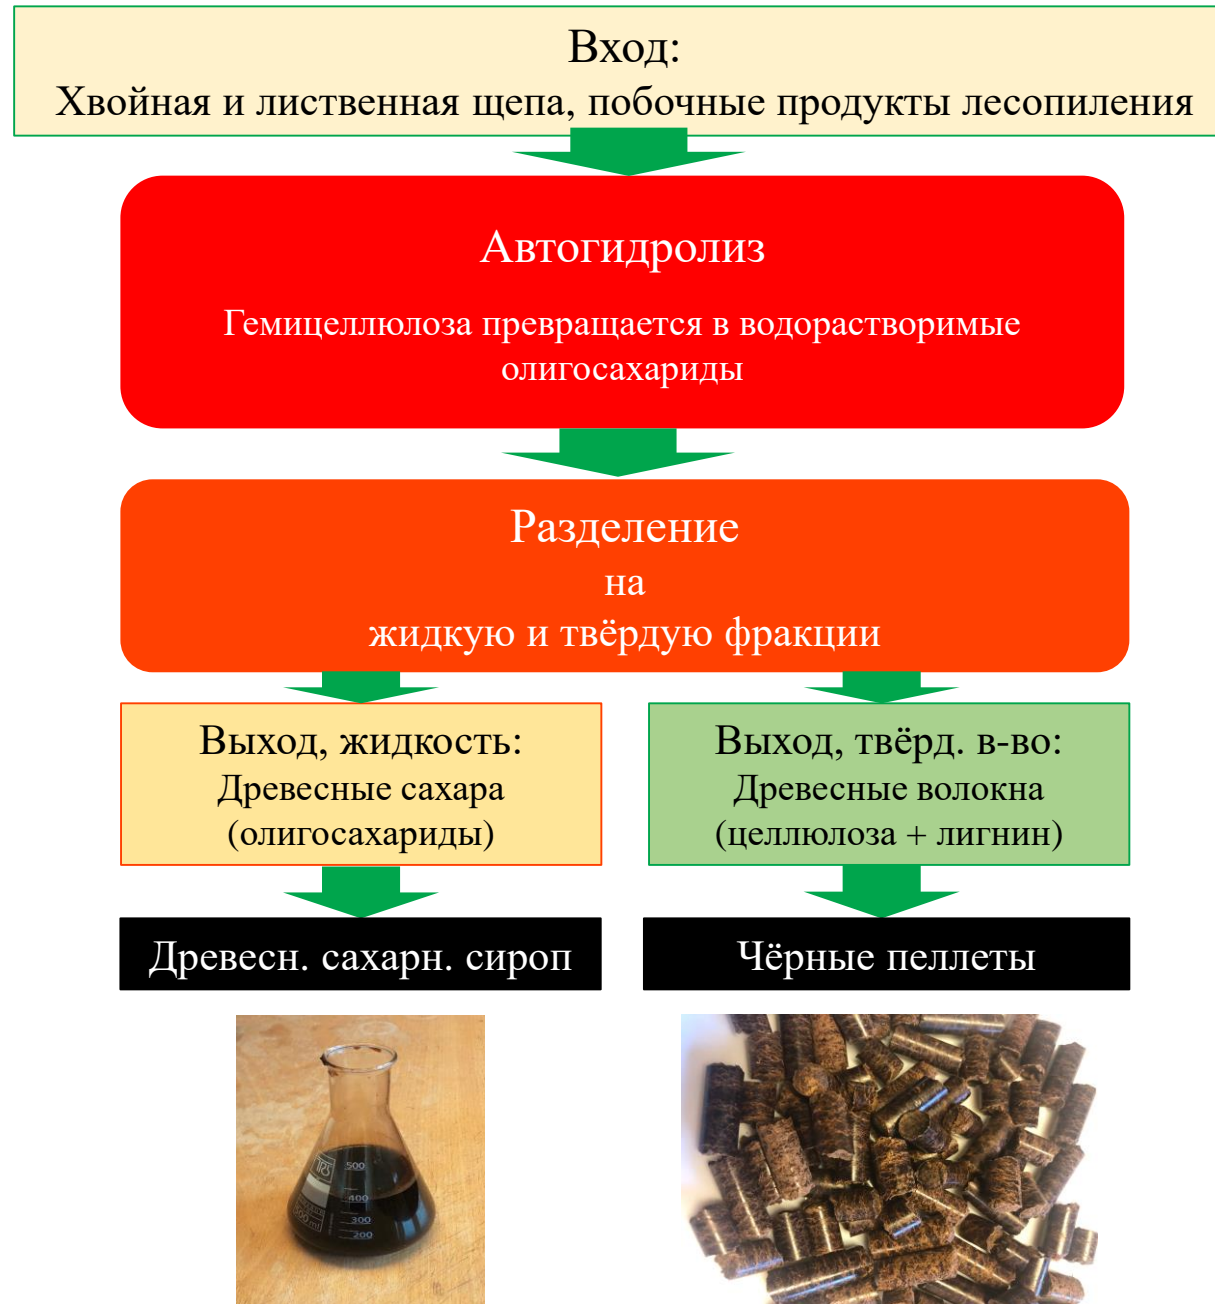 Вход:
Хвойная и лиственная щепа, побочные продукты лесопиления
Автогидролиз
Гемицеллюлоза превращается в водорастворимые
олигосахариды
Разделение
на
жидкую и твёрдую фракции
Выход, жидкость:
Древесные сахара
(олигосахариды)
Выход, твёрд. в-во:
Древесные волокна
(целлюлоза + лигнин)
Древесн. сахарн. сироп
Чёрные пеллеты
500
400
300
200
500 ml